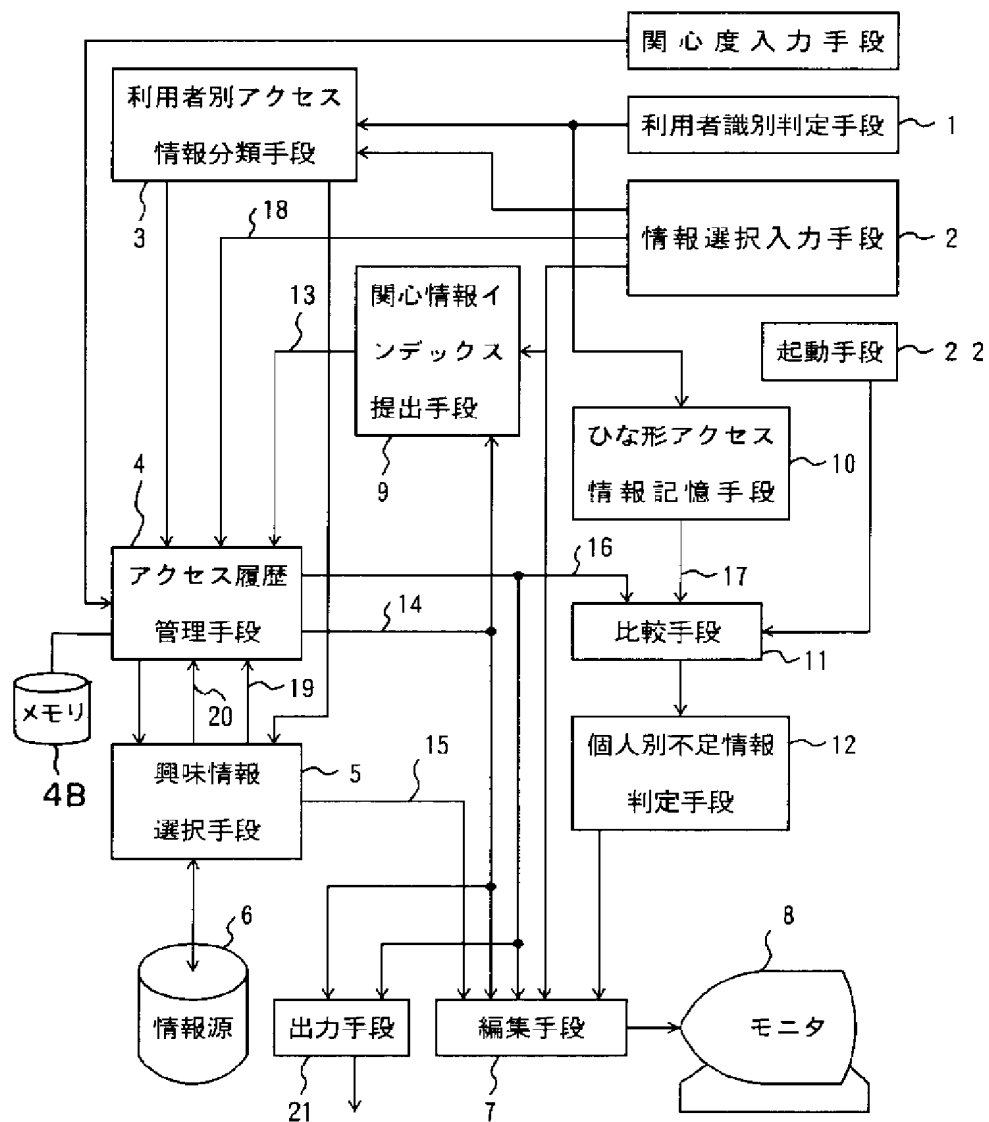 関心度入力手段
利用者別アクセス
情報分類手段
利用者識別判定手段
1
3
18
情報選択入力手段
2
13
関心情報イ
ンデックス
提出手段
起動手段
22
9
ひな形アクセス
情報記憶手段
10
4
アクセス履歴
管理手段
16
17
14
比較手段
11
メモリ
4B
20
19
興味情報
選択手段
5
15
個人別不足情報
判定手段
12
6
情報源
8
出力手段
編集手段
モニタ
21
7